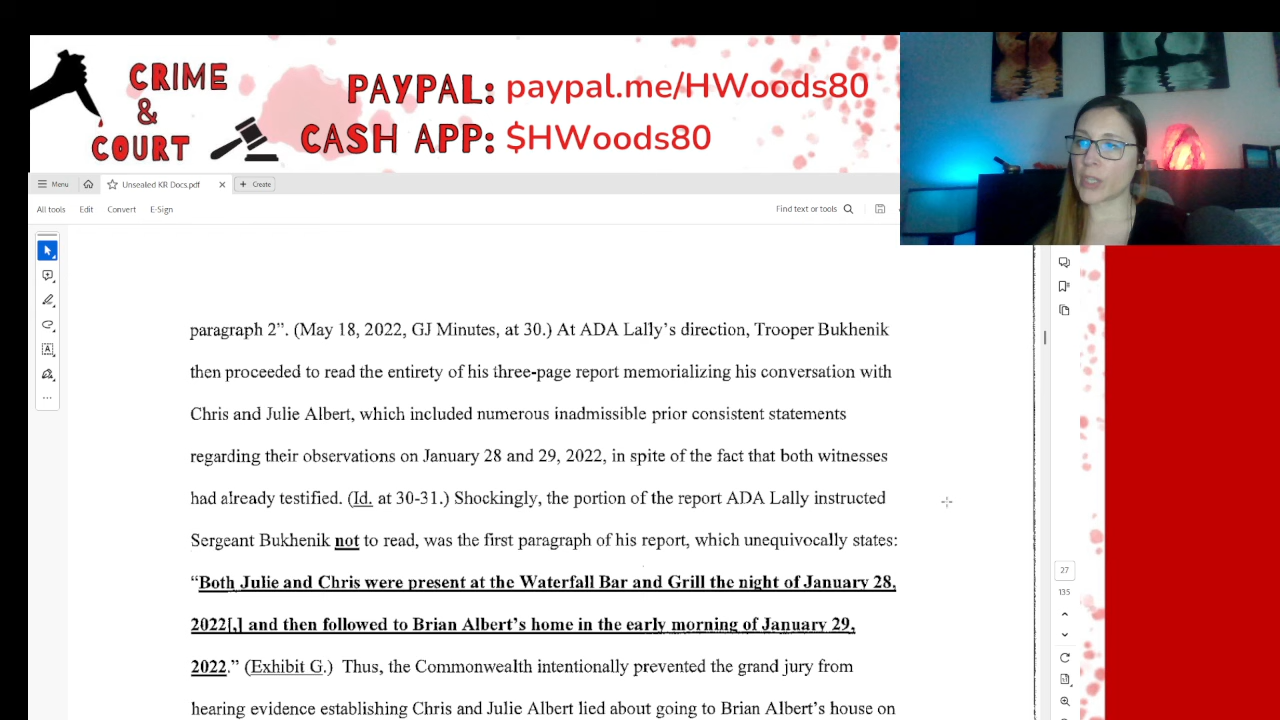 CRIME
&
COURT
PAYPAL: paypal.me/HWoods80
CASH APP: $HWoods80
Menu
Unsealed KR Docs.pdf
Create
All tools
Edit
Convert
E-Sign
Find text or tools
paragraph 2”. (May 18, 2022, GJ Minutes, at 30.) At ADA Lally’s direction, Trooper Bukhenik
then proceeded to read the entirety of his three-page report memorializing his conversation with
Chris and Julie Albert, which included numerous inadmissible prior consistent statements
regarding their observations on January 28 and 29, 2022, in spite of the fact that both witnesses
had already testified. (Id. at 30-31.) Shockingly, the portion of the report ADA Lally instructed
Sergeant Bukhenik not to read, was the first paragraph of his report, which unequivocally states:
“Both Julie and Chris were present at the Waterfall Bar and Grill the night of January 28,
2022[,] and then followed to Brian Albert’s home in the early morning of January 29,
2022.” (Exhibit G.) Thus, the Commonwealth intentionally prevented the grand jury from
hearing evidence establishing Chris and Julie Albert lied about going to Brian Albert’s house on
27
135